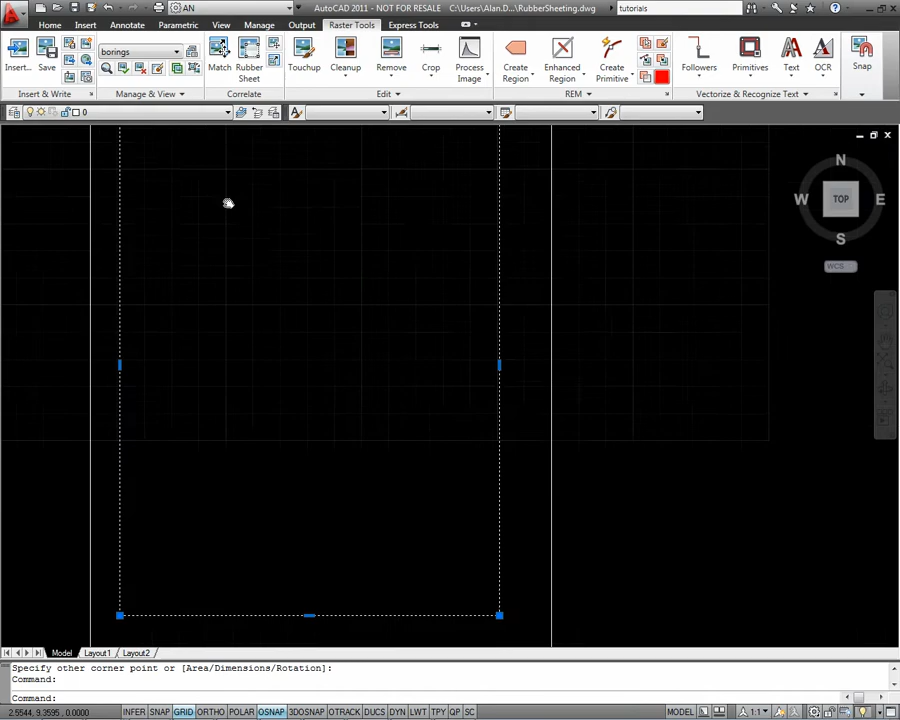 AN
AutoCAD 2011 - NOT FOR RESALE C:\Users\Alan.D...\RubberSheeting.dwg
tutorials
Home Insert Annotate Parametric View Manage Output Raster Tools Express Tools
Insert... Save
borings
Match Rubber Sheet
Touchup Cleanup Remove Crop Process Image
Create Region Enhanced Region Create Primitive
Followers Primitives Text OCR
Snap
Insert & Write Manage & View Correlate Edit REM Vectorize & Recognize Text
0
N
W TOP E
S
WCS
Model Layout1 Layout2
Specify other corner point or [Area/Dimensions/Rotation]:
Command:
Command:
2.5544, 9.3595, 0.0000 INFER SNAP GRID ORTHO POLAR OSNAP 3DOSNAP OTRACK DUCS DYN LWT TPY QP SC MODEL 1:1